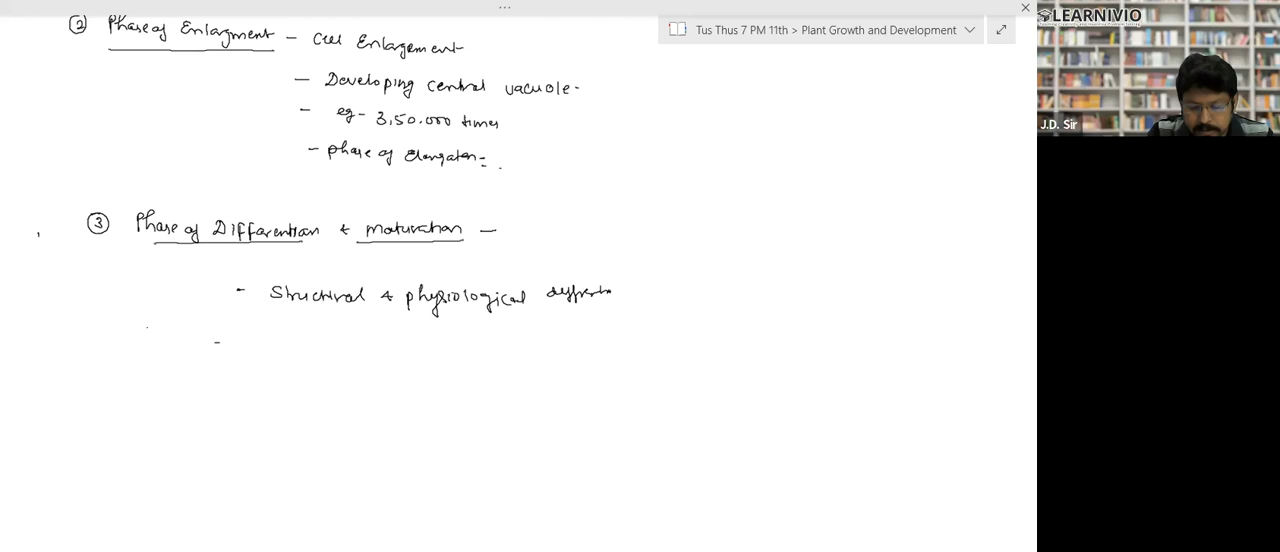 ② Phase of Enlargment - Cell Enlargement
- Developing central vacuole.
- eg - 3,50,000 times
- phase of Elongation
③ Phase of Differention & maturation -
- Structural & physiological
-
Tus Thus 7 PM 11th > Plant Growth and Development
LEARNIVIO
J.D. Sir